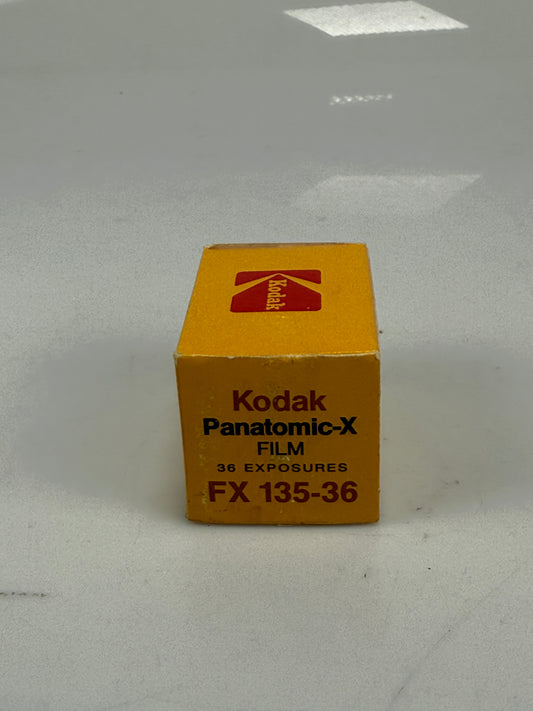 Kodak
Kodak
Panatomic-X
FILM
36 EXPOSURES
FX 135-36